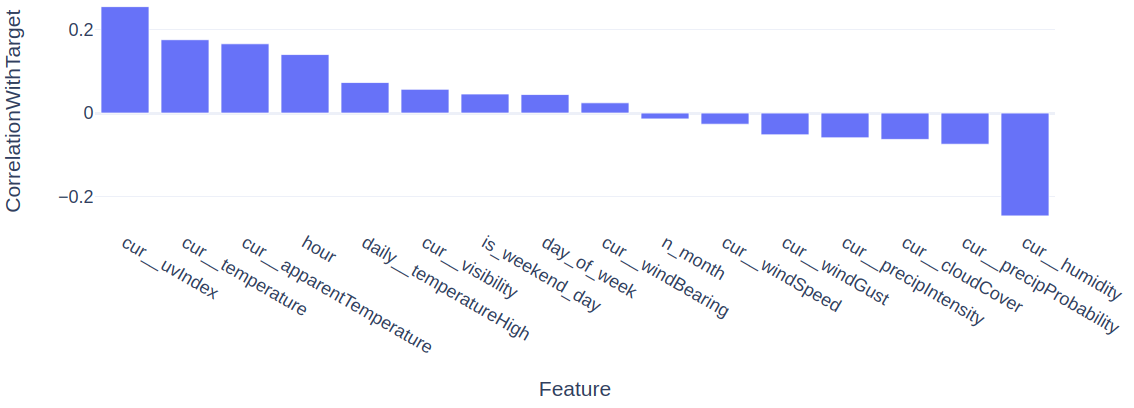 CorrelationWithTarget
0.2
0
−0.2
cur__uvIndex
cur__temperature
cur__apparentTemperature
hour
daily__temperatureHigh
cur__visibility
is_weekend_day
day_of_week
cur__windBearing
n_month
cur__windSpeed
cur__windGust
cur__precipIntensity
cur__cloudCover
cur__precipProbability
cur__humidity
Feature